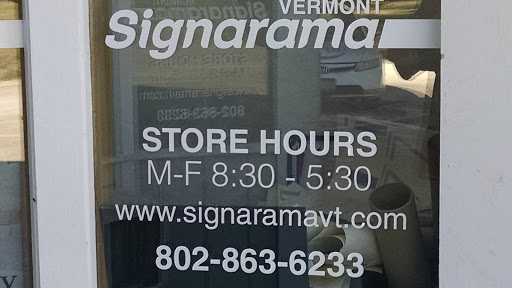 VERMONT
Signarama
STORE HOURS
M-F 8:30 - 5:30
www.signaramavt.com
802-863-6233